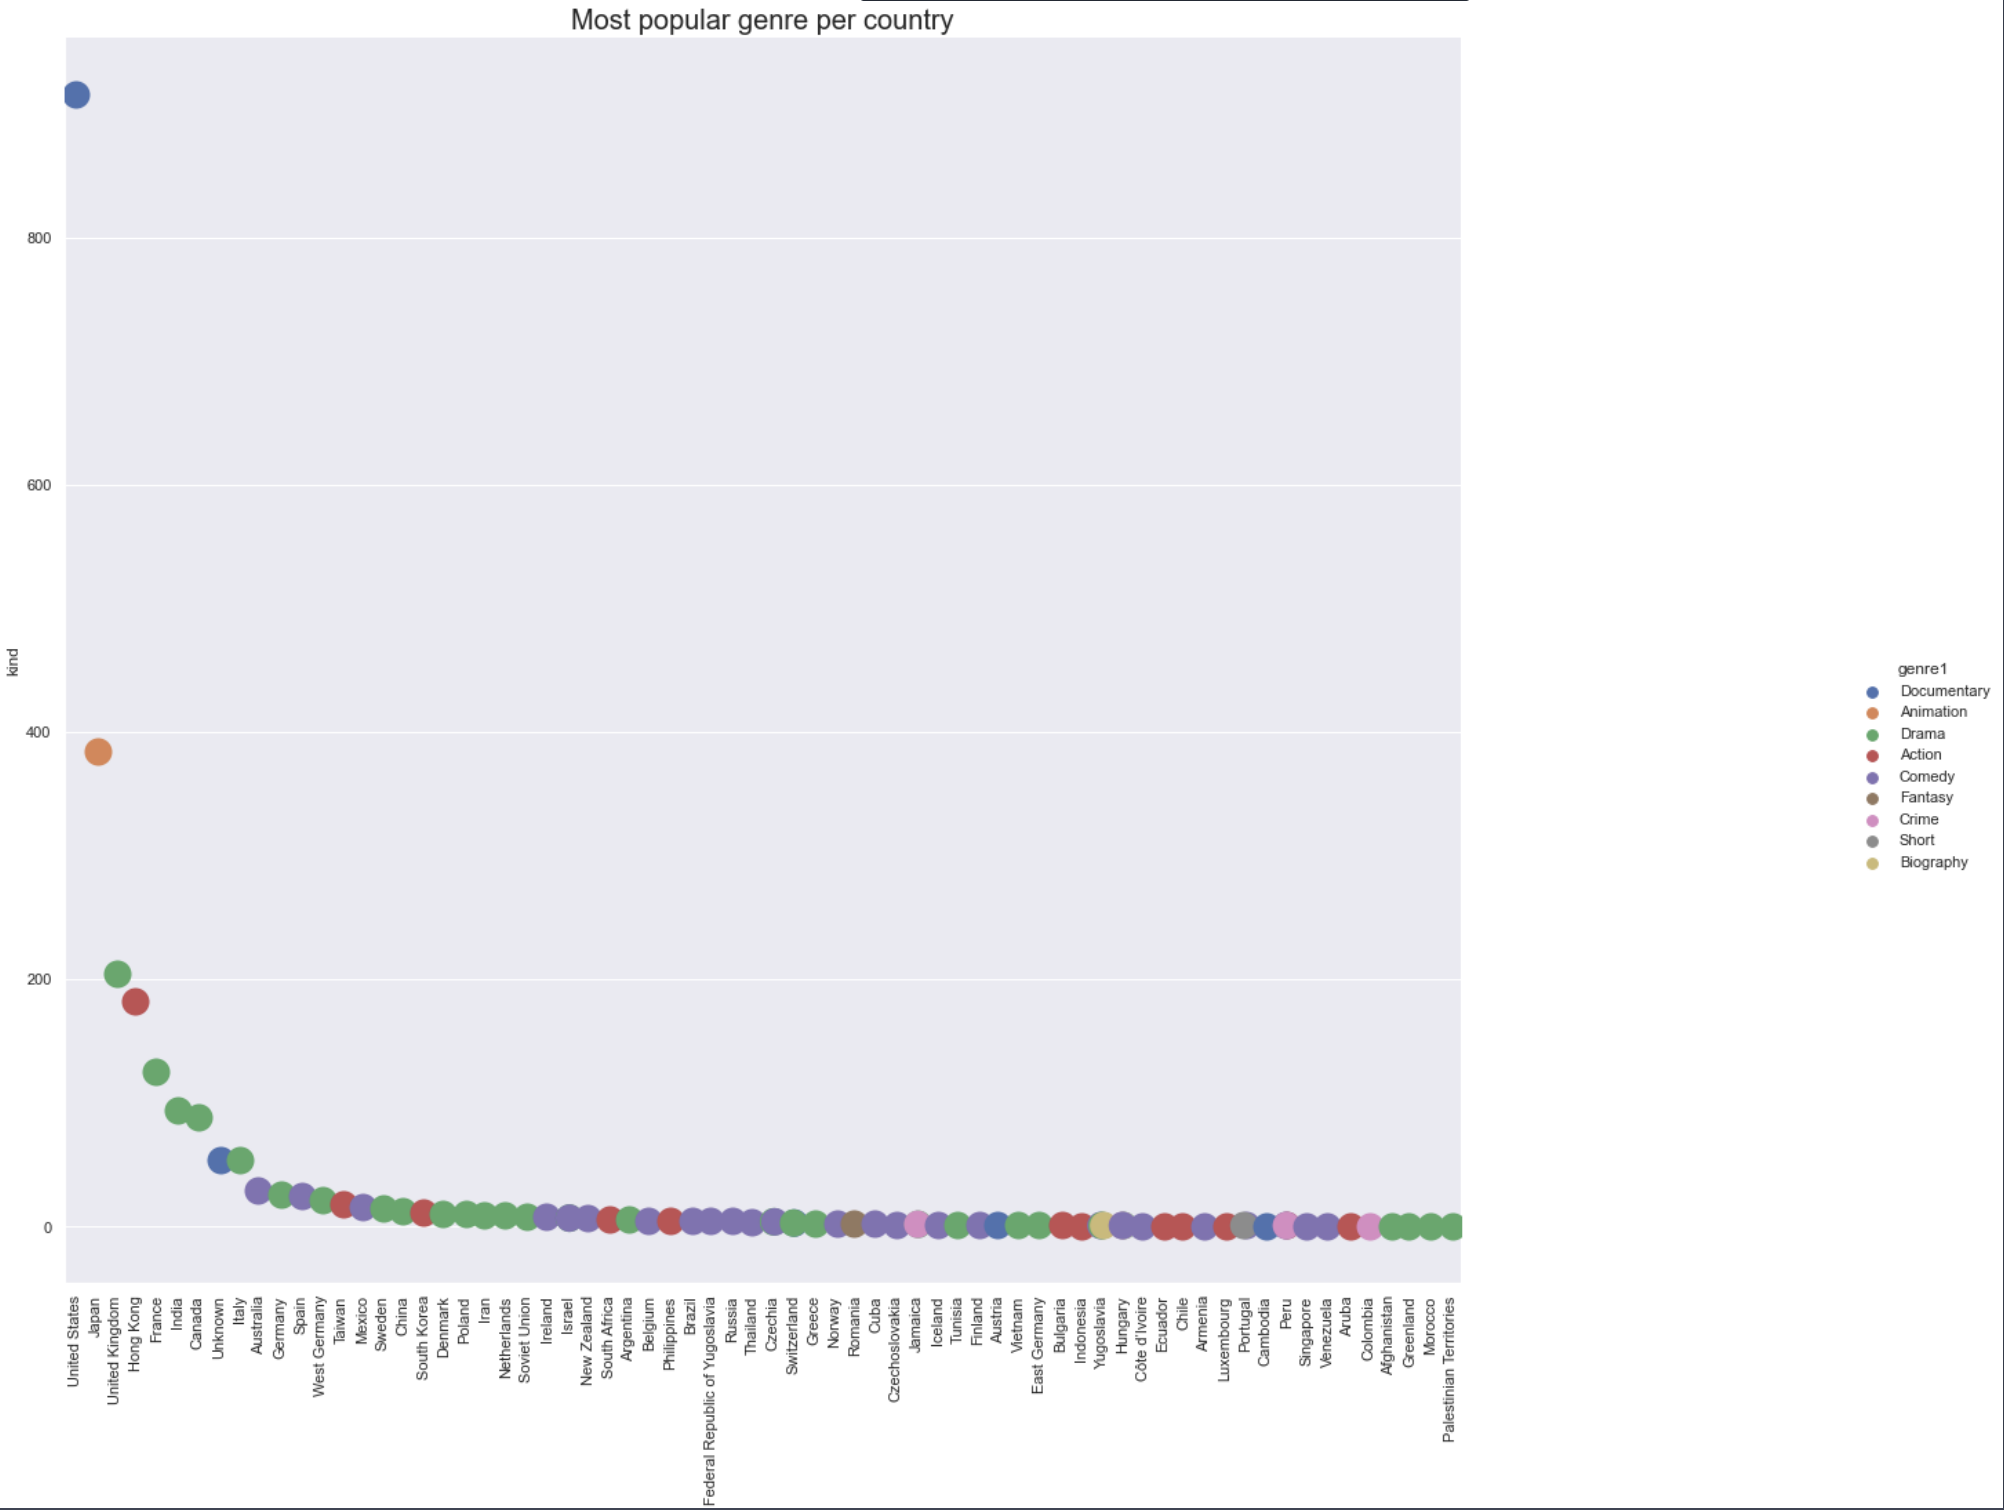 Most popular genre per country
800
600
400
200
0
kind
genre1
Documentary
Animation
Drama
Action
Comedy
Fantasy
Crime
Short
Biography
United States
Japan
United Kingdom
Hong Kong
France
India
Canada
Unknown
Italy
Australia
Germany
Spain
West Germany
Taiwan
Mexico
Sweden
China
South Korea
Denmark
Poland
Iran
Netherlands
Soviet Union
Ireland
Israel
New Zealand
South Africa
Argentina
Belgium
Philippines
Brazil
Federal Republic of Yugoslavia
Russia
Thailand
Czechia
Switzerland
Greece
Norway
Romania
Cuba
Czechoslovakia
Jamaica
Iceland
Tunisia
Finland
Austria
Vietnam
East Germany
Bulgaria
Indonesia
Yugoslavia
Hungary
Côte d'Ivoire
Ecuador
Chile
Armenia
Luxembourg
Portugal
Cambodia
Peru
Singapore
Venezuela
Aruba
Colombia
Afghanistan
Greenland
Morocco
Palestinian Territories